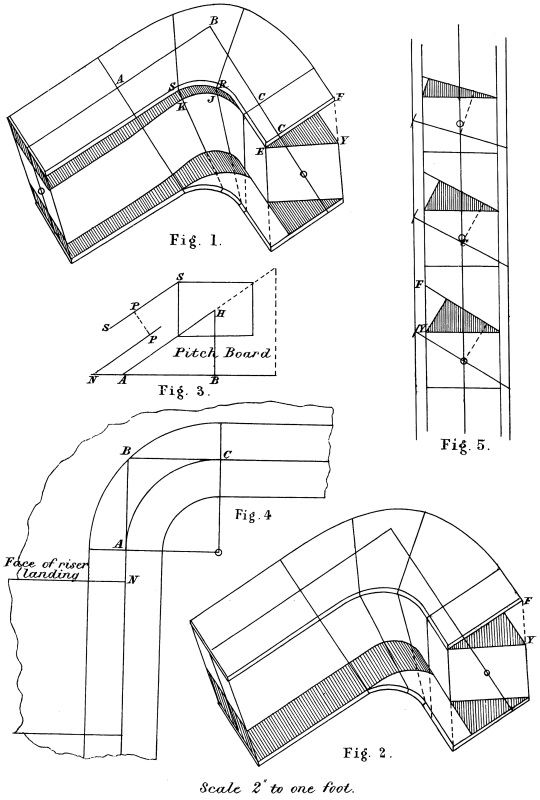 B
A
S
R
K
J
C
C
F
E
Y
O
Fig. 1.
S
P
S
P
H
Pitch Board
N
A
B
Fig. 3.
F
Y
Fig. 5.
B
C
Fig. 4
A
Face of riser
landing
N
F
Y
Fig. 2.
Scale 2" to one foot.